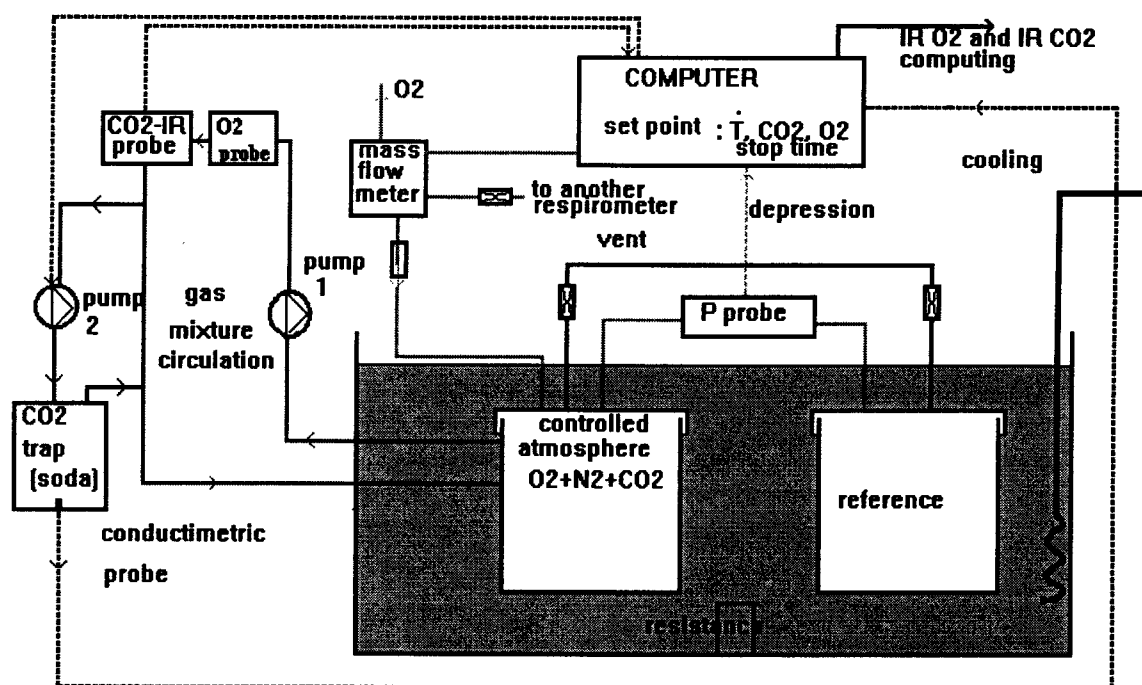 IR O2 and IR CO2
computing
COMPUTER
set point : Ṫ, CO2, O2
stop time
O2
CO2-IR
probe
O2
probe
mass
flow
meter
cooling
to another
respirometer
depression
vent
pump
1
pump
2
gas
mixture
circulation
P probe
CO2
trap
(soda)
controlled
atmosphere
O2+N2+CO2
reference
conductimetric
probe
resistance